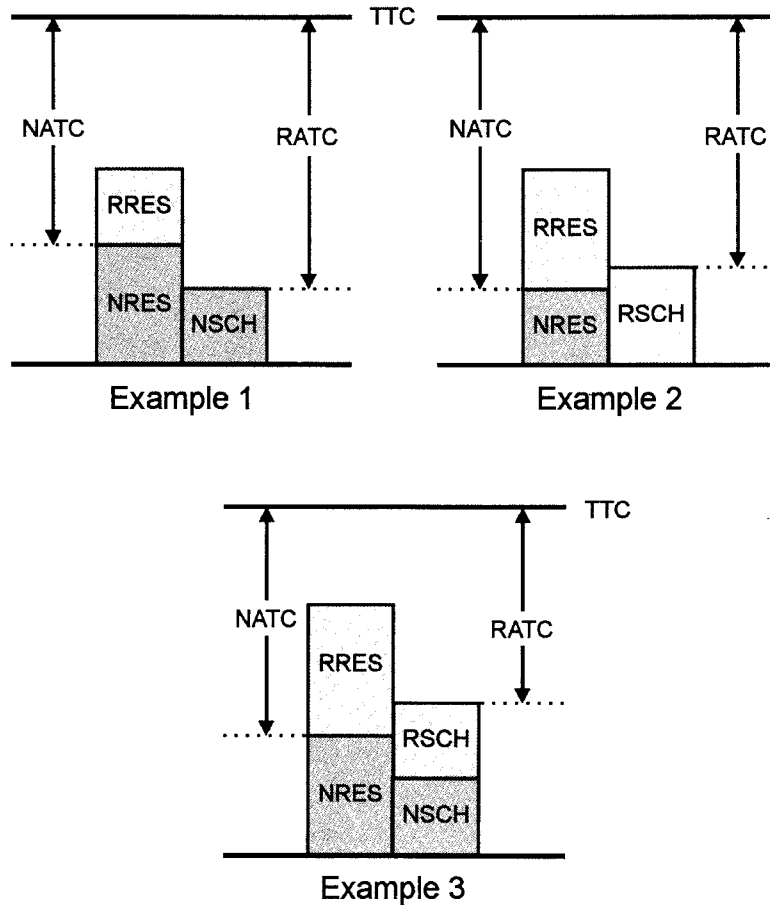 TTC
NATC
RATC
RRES
NRES
NSCH
Example 1
NATC
RATC
RRES
NRES
RSCH
Example 2
TTC
NATC
RATC
RRES
RSCH
NRES
NSCH
Example 3